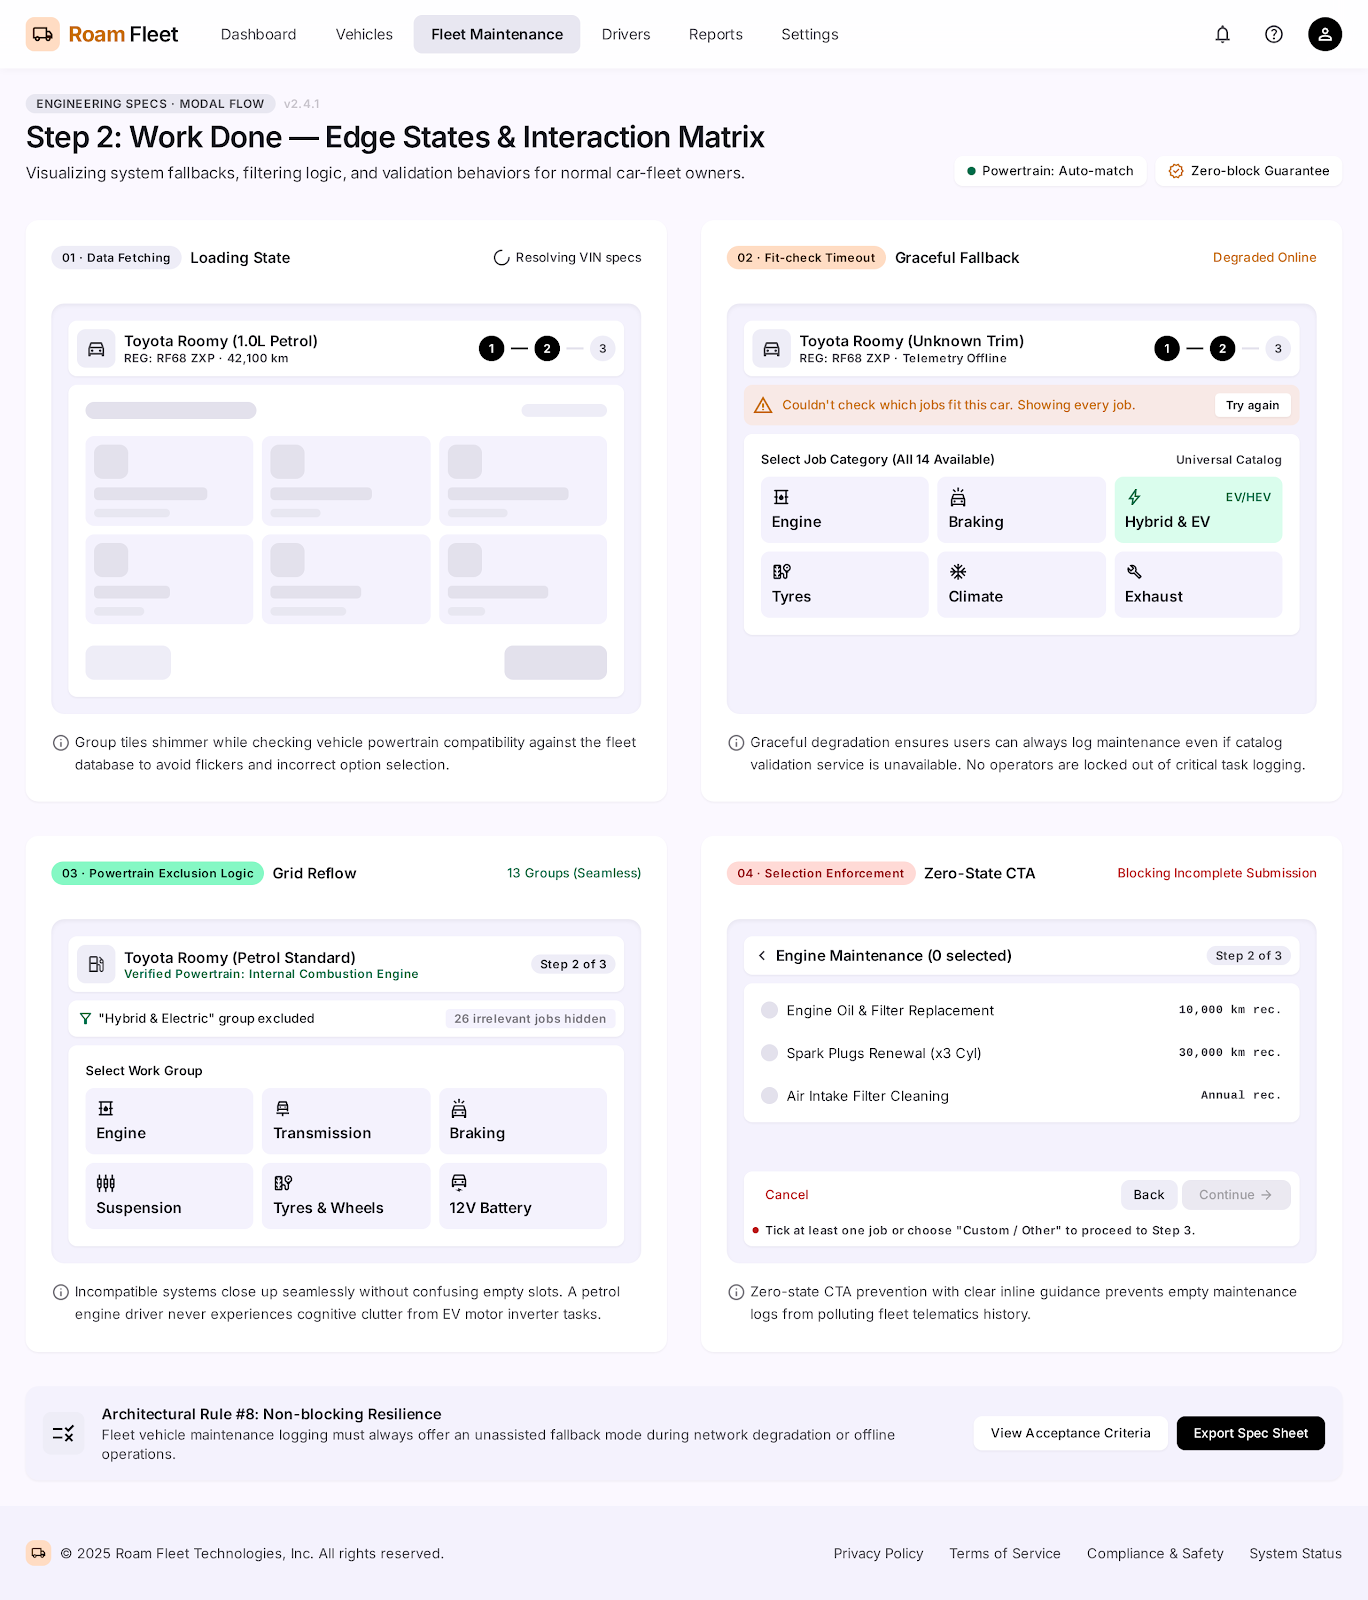 Roam Fleet
Dashboard
Vehicles
Fleet Maintenance
Drivers
Reports
Settings
ENGINEERING SPECS · MODAL FLOW
v2.4.1
Step 2: Work Done — Edge States & Interaction Matrix
Visualizing system fallbacks, filtering logic, and validation behaviors for normal car-fleet owners.
Powertrain: Auto-match
Zero-block Guarantee
01 · Data Fetching
Loading State
Resolving VIN specs
Toyota Roomy (1.0L Petrol)
REG: RF68 ZXP · 42,100 km
1
2
3
Group tiles shimmer while checking vehicle powertrain compatibility against the fleet
database to avoid flickers and incorrect option selection.
02 · Fit-check Timeout
Graceful Fallback
Degraded Online
Toyota Roomy (Unknown Trim)
REG: RF68 ZXP · Telemetry Offline
1
2
3
Couldn't check which jobs fit this car. Showing every job.
Try again
Select Job Category (All 14 Available)
Universal Catalog
Engine
Braking
EV/HEV
Hybrid & EV
Tyres
Climate
Exhaust
Graceful degradation ensures users can always log maintenance even if catalog
validation service is unavailable. No operators are locked out of critical task logging.
03 · Powertrain Exclusion Logic
Grid Reflow
13 Groups (Seamless)
Toyota Roomy (Petrol Standard)
Verified Powertrain: Internal Combustion Engine
Step 2 of 3
"Hybrid & Electric" group excluded
26 irrelevant jobs hidden
Select Work Group
Engine
Transmission
Braking
Suspension
Tyres & Wheels
12V Battery
Incompatible systems close up seamlessly without confusing empty slots. A petrol
engine driver never experiences cognitive clutter from EV motor inverter tasks.
04 · Selection Enforcement
Zero-State CTA
Blocking Incomplete Submission
Engine Maintenance (0 selected)
Step 2 of 3
Engine Oil & Filter Replacement
10,000 km rec.
Spark Plugs Renewal (x3 Cyl)
30,000 km rec.
Air Intake Filter Cleaning
Annual rec.
Cancel
Back
Continue →
Tick at least one job or choose "Custom / Other" to proceed to Step 3.
Zero-state CTA prevention with clear inline guidance prevents empty maintenance
logs from polluting fleet telematics history.
Architectural Rule #8: Non-blocking Resilience
Fleet vehicle maintenance logging must always offer an unassisted fallback mode during network degradation or offline
operations.
View Acceptance Criteria
Export Spec Sheet
© 2025 Roam Fleet Technologies, Inc. All rights reserved.
Privacy Policy
Terms of Service
Compliance & Safety
System Status